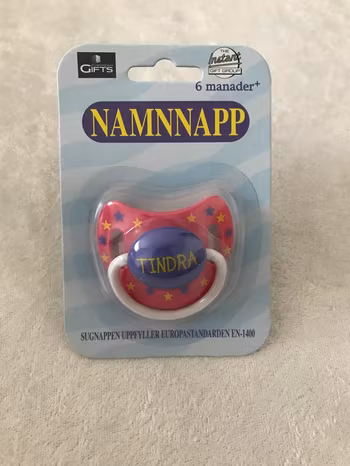 GIFTS
THE
Instant
GIFT GROUP
6 manader+
NAMNNAPP
TINDRA
SUGNAPPEN UPPFYLLER EUROPASTANDARDEN EN-1400